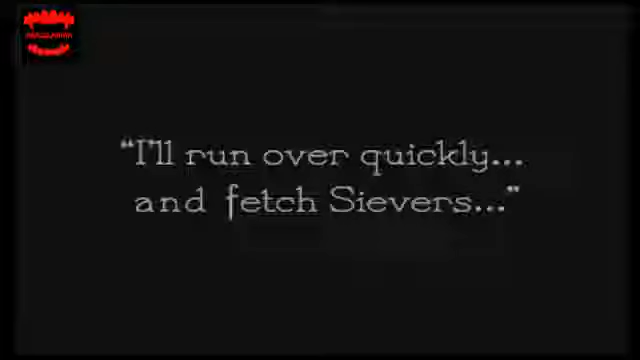 “I'll run over quickly...
and fetch Sievers...”